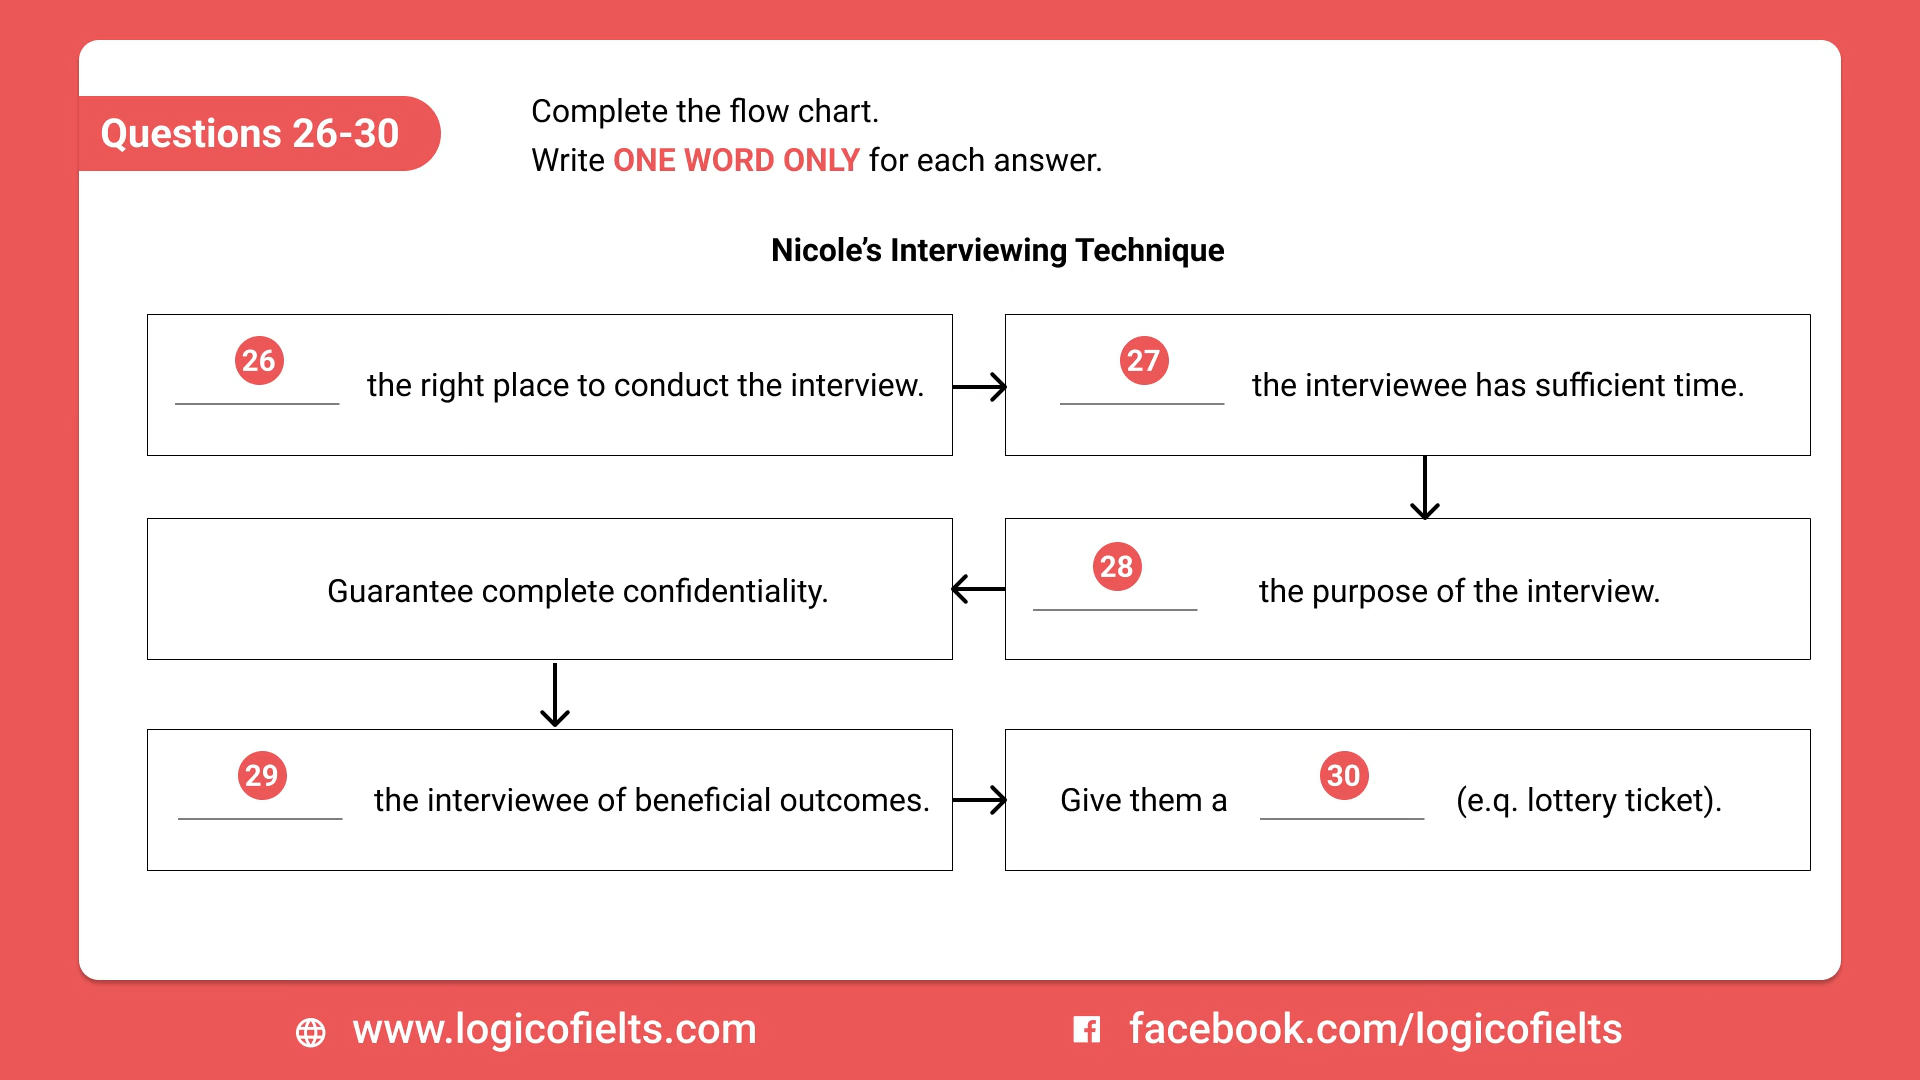 Questions 26-30
Complete the flow chart.
Write ONE WORD ONLY for each answer.
Nicole’s Interviewing Technique
26
the right place to conduct the interview.
27
the interviewee has sufficient time.
28
the purpose of the interview.
Guarantee complete confidentiality.
29
the interviewee of beneficial outcomes.
Give them a
30
(e.q. lottery ticket).
www.logicofielts.com
facebook.com/logicofielts